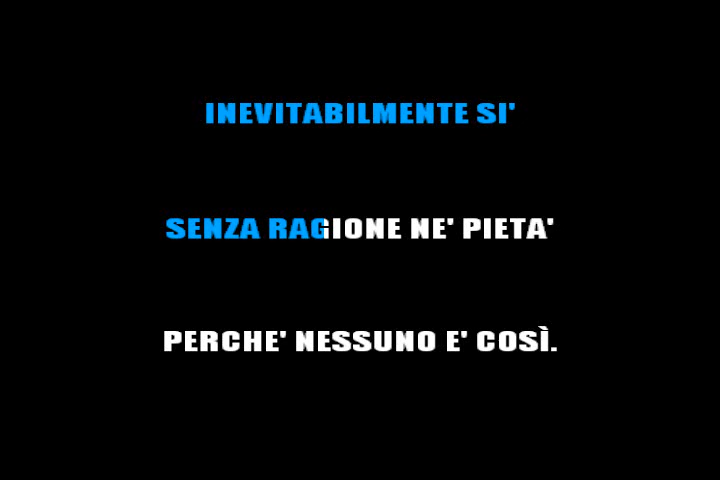 INEVITABILMENTE SI'
SENZA RAGIONE NE' PIETA'
PERCHE' NESSUNO E' COSÌ.